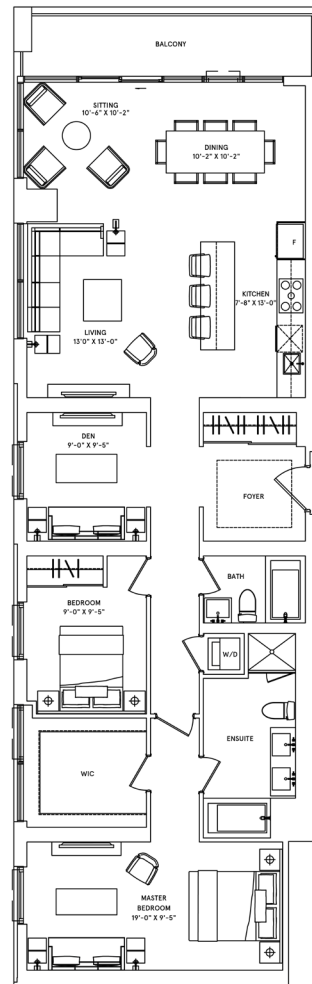 BALCONY
SITTING
10'-6" X 10'-2"
DINING
10'-2" X 10'-2"
F
KITCHEN
7'-8" X 13'-0"
LIVING
13'0" X 13'-0"
DEN
9'-0" X 9'-5"
FOYER
BATH
BEDROOM
9'-0" X 9'-5"
W/D
ENSUITE
WIC
MASTER
BEDROOM
19'-0" X 9'-5"